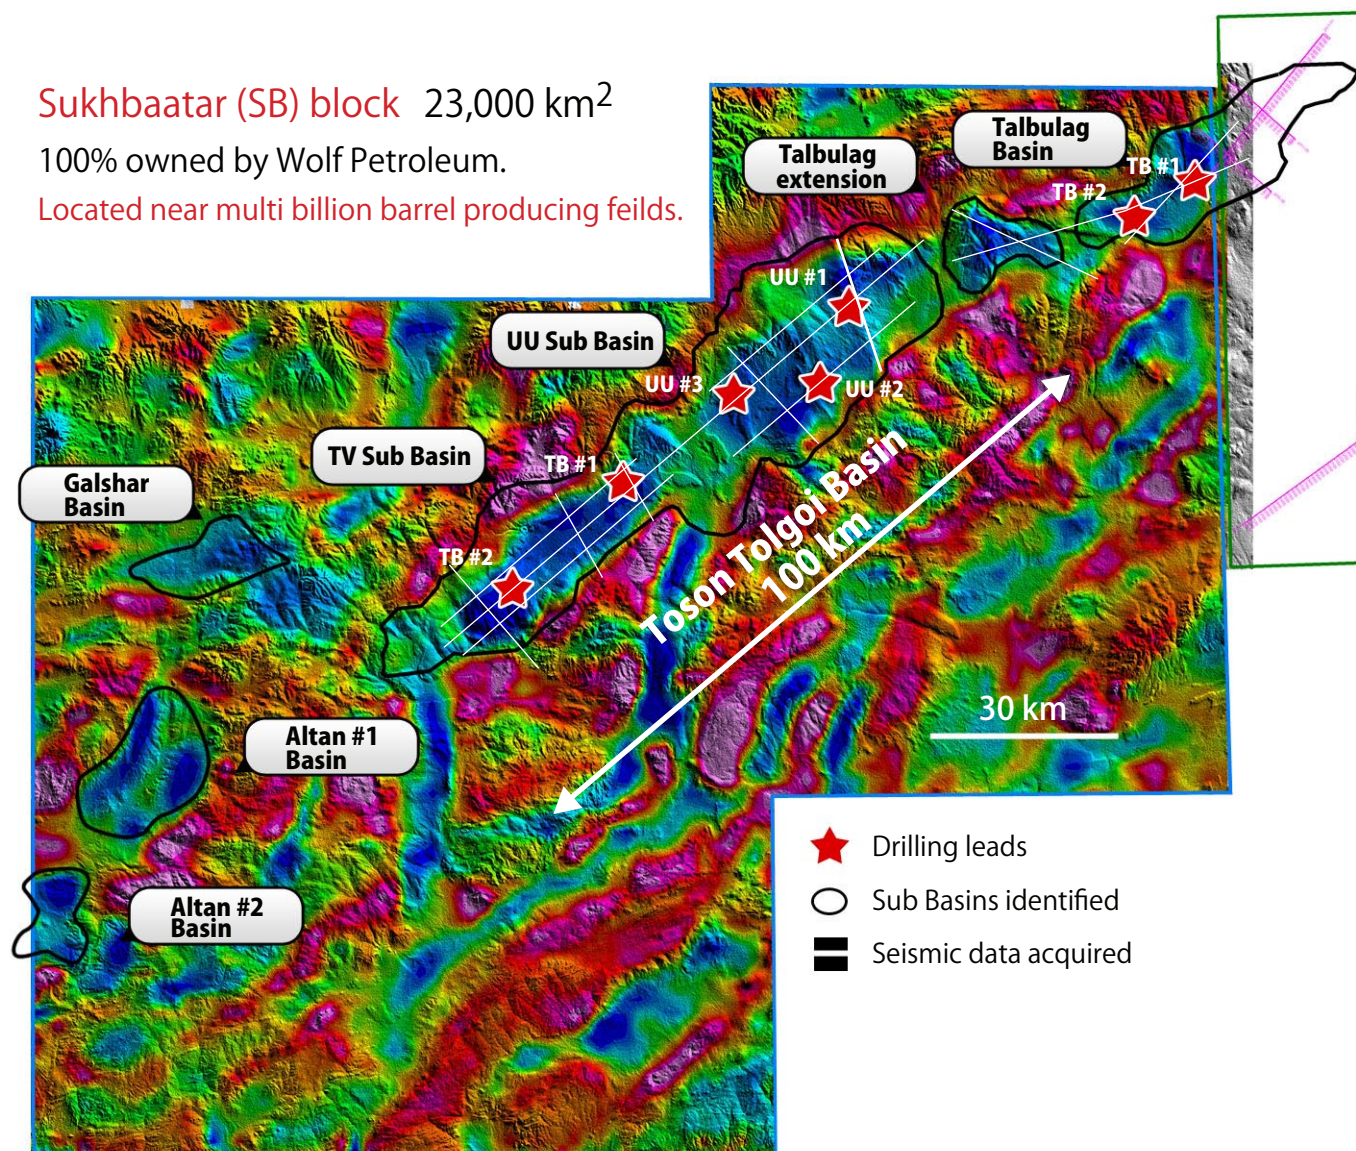 Sukhbaatar (SB) block 23,000 km2
100% owned by Wolf Petroleum.
Located near multi billion barrel producing feilds.
Talbulag
Basin
Talbulag
extension
TB #1
TB #2
UU #1
UU Sub Basin
UU #3
UU #2
TV Sub Basin
TB #1
Galshar
Basin
TB #2
Toson Tolgoi Basin
100 km
30 km
Altan #1
Basin
Altan #2
Basin
Drilling leads
Sub Basins identified
Seismic data acquired